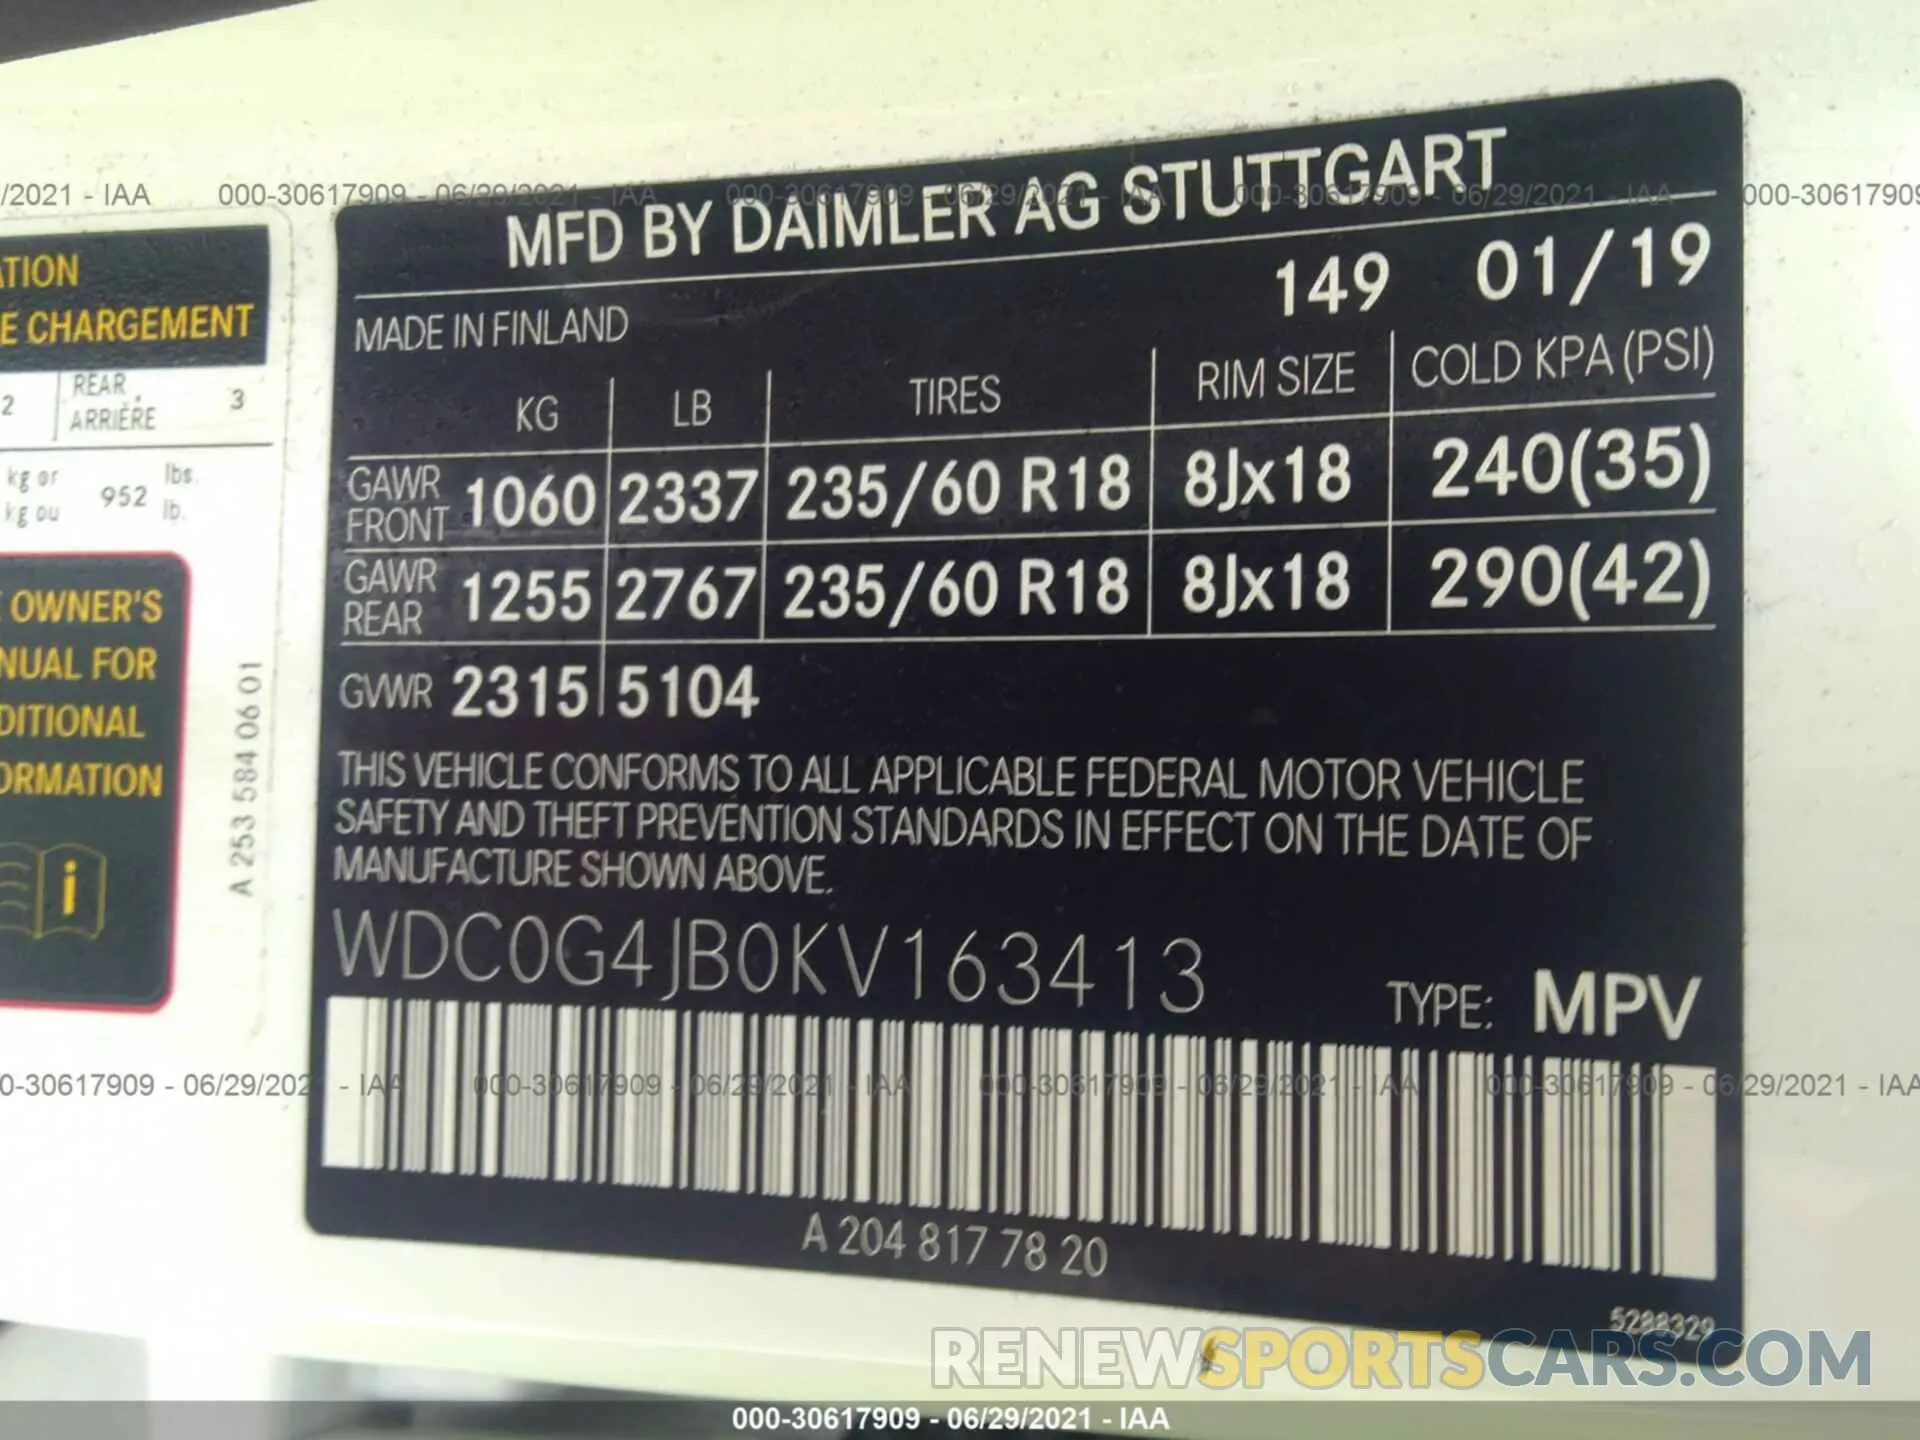 /2021 - IAA 000-30617909 - 06/29/2021 - IAA 000-30617909 - 06/29/2021 - IAA 000-30617909 - 06/29/2021 - IAA 000-30617909
MFD BY DAIMLER AG STUTTGART
149 01/19
MADE IN FINLAND
KG LB TIRES RIM SIZE COLD KPA (PSI)
GAWR FRONT 1060 2337 235/60 R18 8Jx18 240(35)
GAWR REAR 1255 2767 235/60 R18 8Jx18 290(42)
GVWR 2315 5104
THIS VEHICLE CONFORMS TO ALL APPLICABLE FEDERAL MOTOR VEHICLE
SAFETY AND THEFT PREVENTION STANDARDS IN EFFECT ON THE DATE OF
MANUFACTURE SHOWN ABOVE.
WDC0G4JB0KV163413
TYPE: MPV
A 204 817 78 20
5288329
ATION
E CHARGEMENT
2 REAR 3
ARRIÈRE
kg or 952 lbs.
kg ou lb.
OWNER'S
NUAL FOR
DITIONAL
ORMATION
i
A 253 584 06 01
0-30617909 - 06/29/2021 - IAA 000-30617909 - 06/29/2021 - IAA 000-30617909 - 06/29/2021 - IAA 000-30617909 - 06/29/2021 - IAA
RENEWSPORTSCARS.COM
000-30617909 - 06/29/2021 - IAA